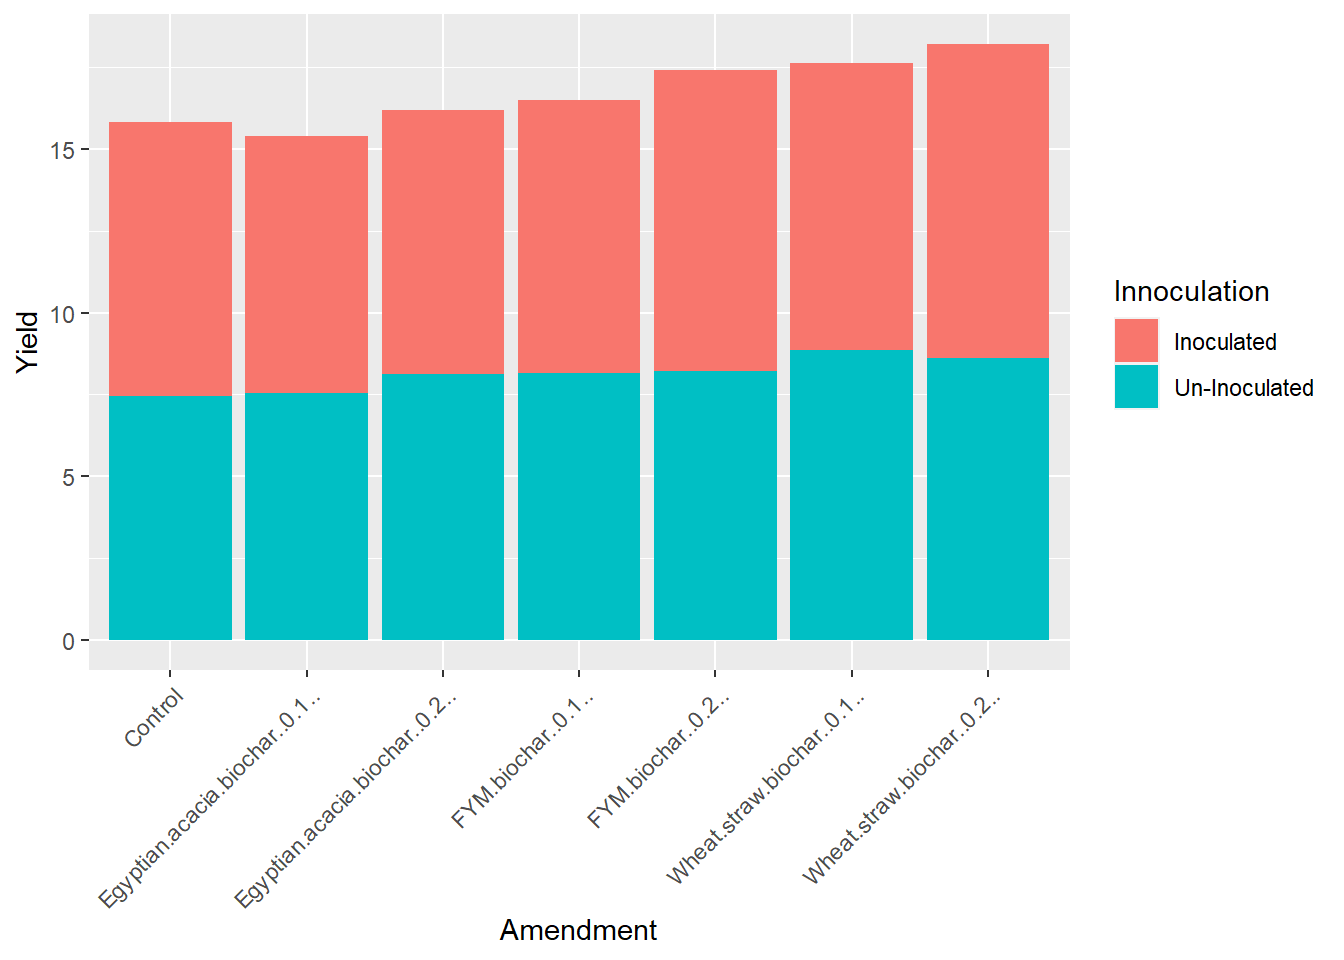 Yield
15
10
5
0
Control
Egyptian.acacia.biochar..0.1..
Egyptian.acacia.biochar..0.2..
FYM.biochar..0.1..
FYM.biochar..0.2..
Wheat.straw.biochar..0.1..
Wheat.straw.biochar..0.2..
Amendment
Innoculation
Inoculated
Un-Inoculated